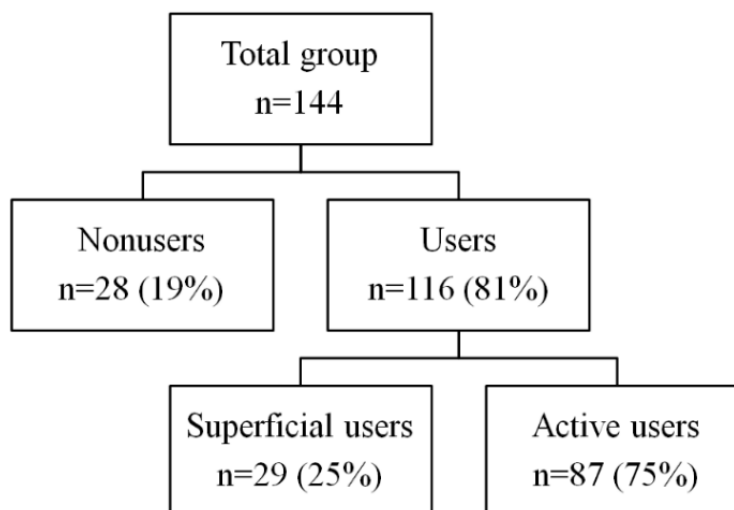 Total group
n=144
Nonusers
n=28 (19%)
Users
n=116 (81%)
Superficial users
n=29 (25%)
Active users
n=87 (75%)